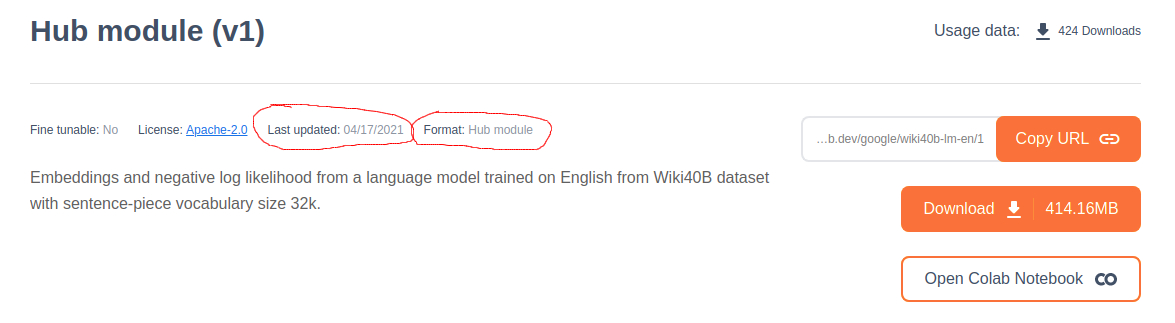 Hub module (v1)
Usage data: 424 Downloads
Fine tunable: No License: Apache-2.0 Last updated: 04/17/2021 Format: Hub module
…b.dev/google/wiki40b-lm-en/1 Copy URL
Embeddings and negative log likelihood from a language model trained on English from Wiki40B dataset
with sentence-piece vocabulary size 32k.
Download 414.16MB
Open Colab Notebook